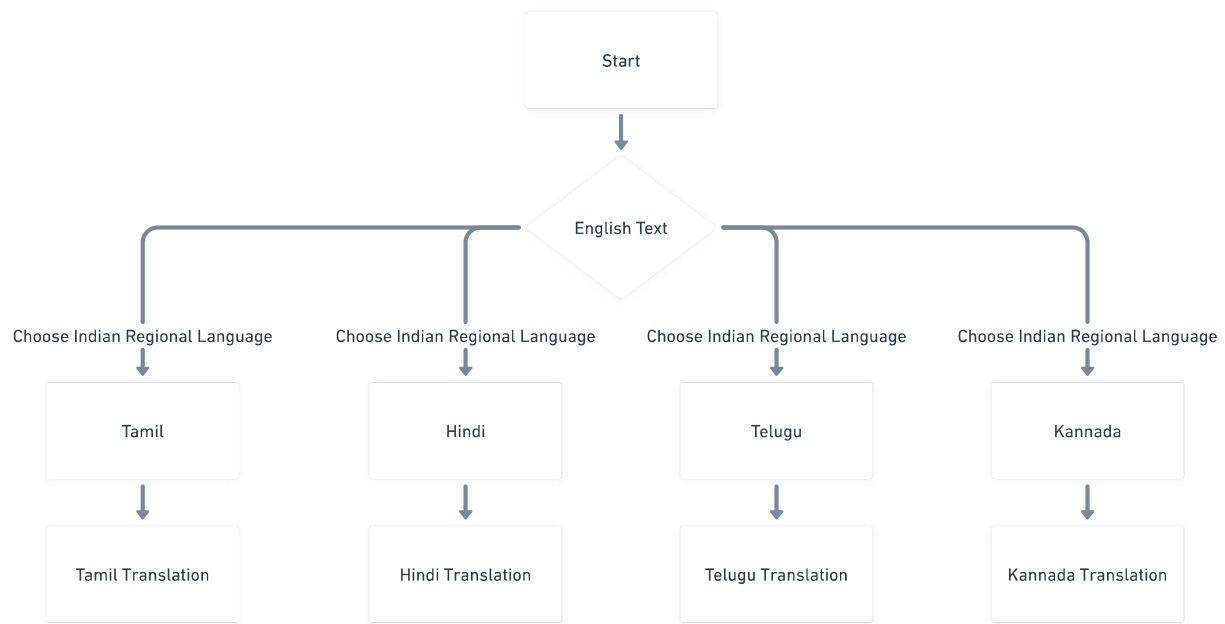 Start
English Text
Choose Indian Regional Language
Choose Indian Regional Language
Choose Indian Regional Language
Choose Indian Regional Language
Tamil
Hindi
Telugu
Kannada
Tamil Translation
Hindi Translation
Telugu Translation
Kannada Translation